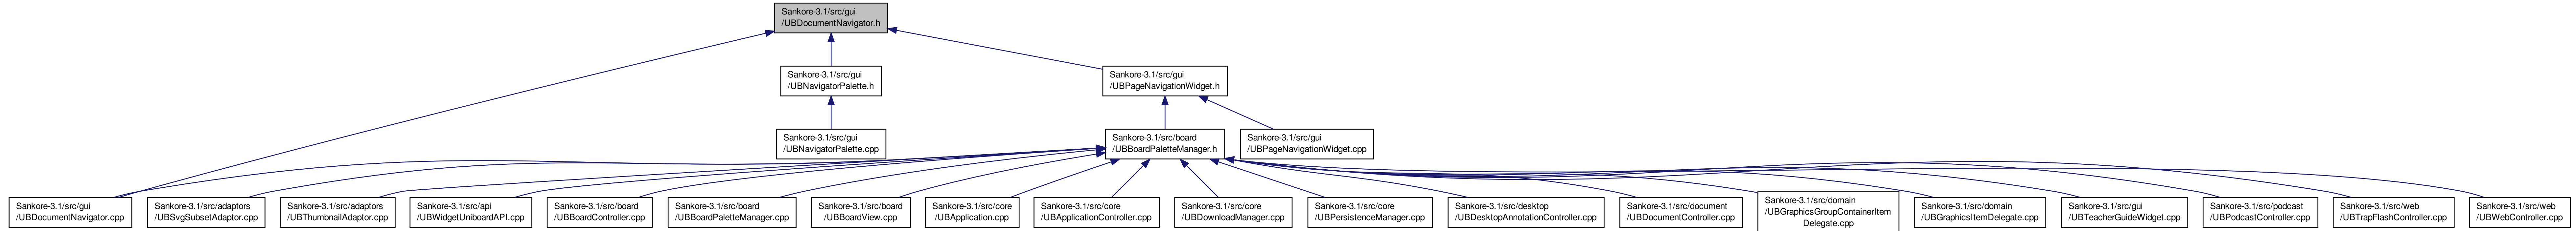 Sankore-3.1/src/gui
/UBDocumentNavigator.h
Sankore-3.1/src/gui
/UBNavigatorPalette.h
Sankore-3.1/src/gui
/UBPageNavigationWidget.h
Sankore-3.1/src/gui
/UBNavigatorPalette.cpp
Sankore-3.1/src/board
/UBBoardPaletteManager.h
Sankore-3.1/src/gui
/UBPageNavigationWidget.cpp
Sankore-3.1/src/gui
/UBDocumentNavigator.cpp
Sankore-3.1/src/adaptors
/UBSvgSubsetAdaptor.cpp
Sankore-3.1/src/adaptors
/UBThumbnailAdaptor.cpp
Sankore-3.1/src/api
/UBWidgetUniboardAPI.cpp
Sankore-3.1/src/board
/UBBoardController.cpp
Sankore-3.1/src/board
/UBBoardPaletteManager.cpp
Sankore-3.1/src/board
/UBBoardView.cpp
Sankore-3.1/src/core
/UBApplication.cpp
Sankore-3.1/src/core
/UBApplicationController.cpp
Sankore-3.1/src/core
/UBDownloadManager.cpp
Sankore-3.1/src/core
/UBPersistenceManager.cpp
Sankore-3.1/src/desktop
/UBDesktopAnnotationController.cpp
Sankore-3.1/src/document
/UBDocumentController.cpp
Sankore-3.1/src/domain
/UBGraphicsGroupContainerItem
Delegate.cpp
Sankore-3.1/src/domain
/UBGraphicsItemDelegate.cpp
Sankore-3.1/src/gui
/UBTeacherGuideWidget.cpp
Sankore-3.1/src/podcast
/UBPodcastController.cpp
Sankore-3.1/src/web
/UBTrapFlashController.cpp
Sankore-3.1/src/web
/UBWebController.cpp